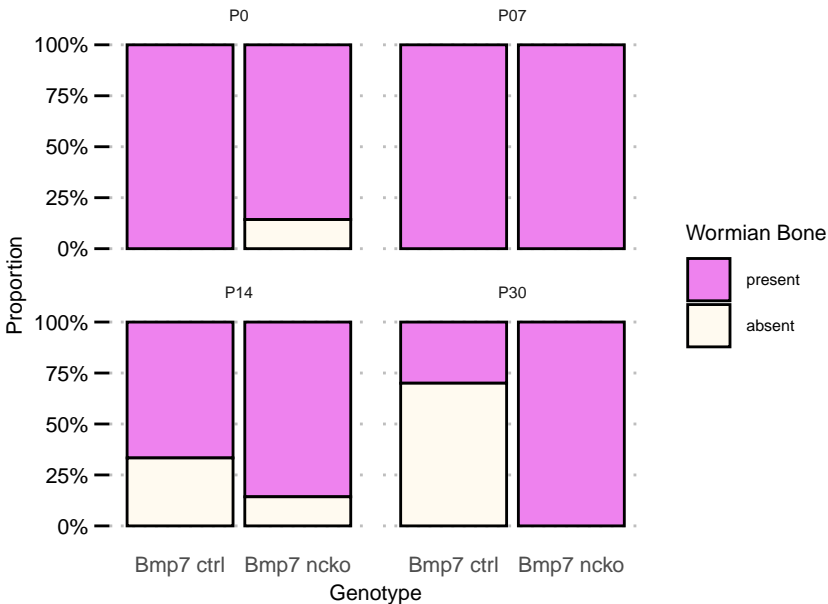 P0
P07
100%
75%
50%
25%
0%
P14
P30
100%
75%
50%
25%
0%
Bmp7 ctrl
Bmp7 ncko
Bmp7 ctrl
Bmp7 ncko
Genotype
Proportion
Wormian Bone
present
absent